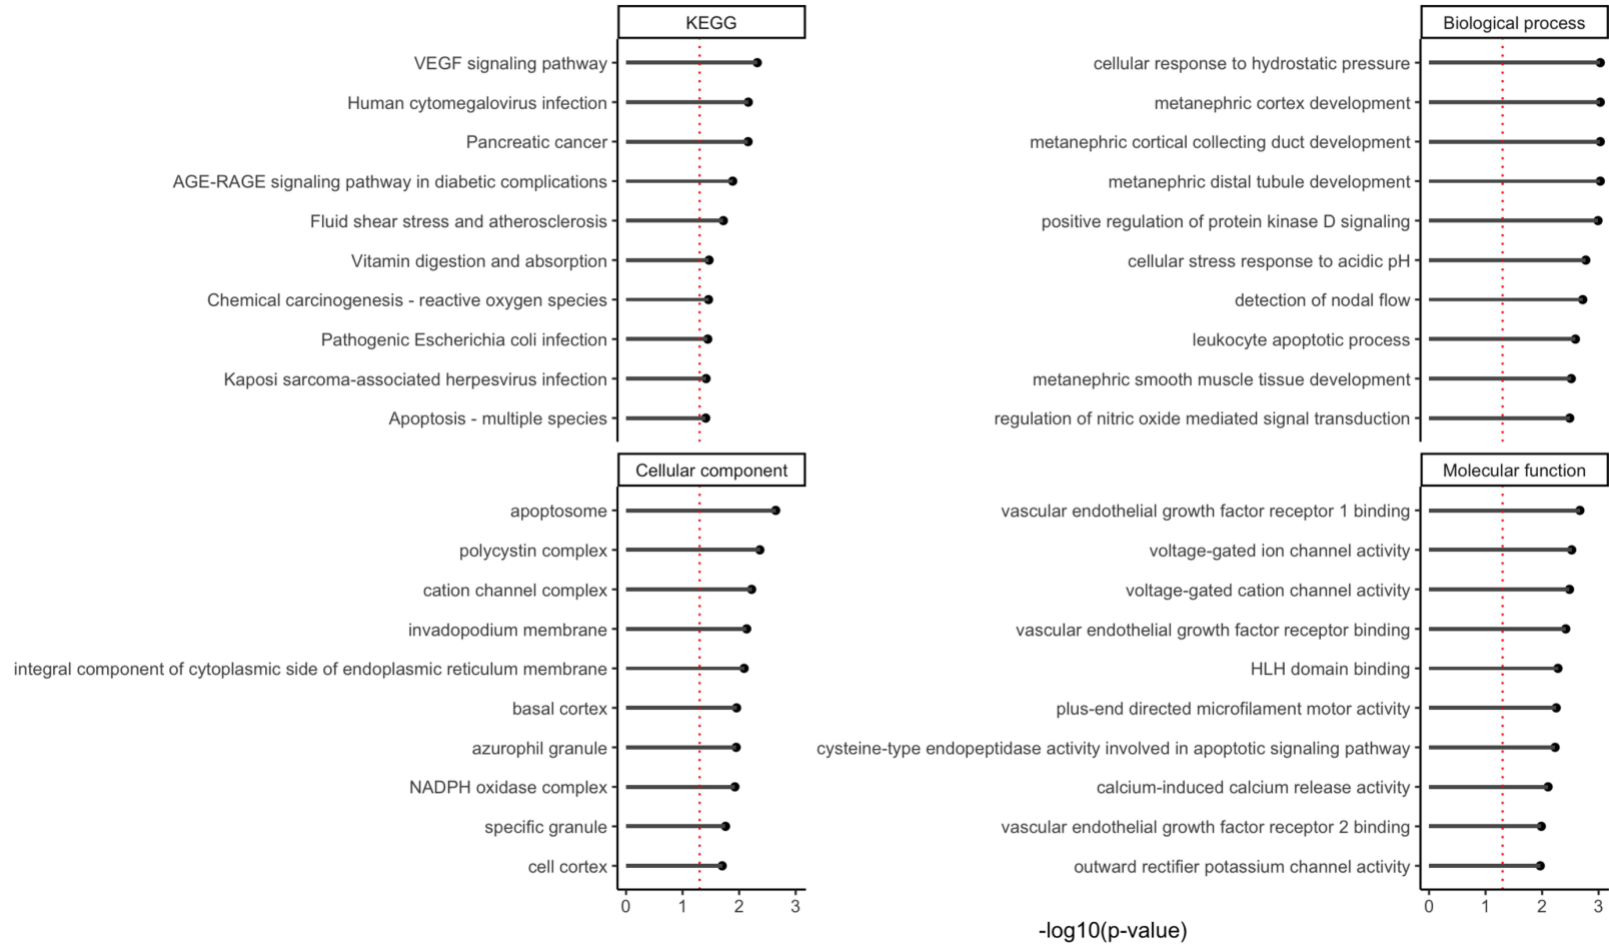 KEGG
VEGF signaling pathway
Human cytomegalovirus infection
Pancreatic cancer
AGE-RAGE signaling pathway in diabetic complications
Fluid shear stress and atherosclerosis
Vitamin digestion and absorption
Chemical carcinogenesis - reactive oxygen species
Pathogenic Escherichia coli infection
Kaposi sarcoma-associated herpesvirus infection
Apoptosis - multiple species
Biological process
cellular response to hydrostatic pressure
metanephric cortex development
metanephric cortical collecting duct development
metanephric distal tubule development
positive regulation of protein kinase D signaling
cellular stress response to acidic pH
detection of nodal flow
leukocyte apoptotic process
metanephric smooth muscle tissue development
regulation of nitric oxide mediated signal transduction
Cellular component
apoptosome
polycystin complex
cation channel complex
invadopodium membrane
integral component of cytoplasmic side of endoplasmic reticulum membrane
basal cortex
azurophil granule
NADPH oxidase complex
specific granule
cell cortex
0 1 2 3
Molecular function
vascular endothelial growth factor receptor 1 binding
voltage-gated ion channel activity
voltage-gated cation channel activity
vascular endothelial growth factor receptor binding
HLH domain binding
plus-end directed microfilament motor activity
cysteine-type endopeptidase activity involved in apoptotic signaling pathway
calcium-induced calcium release activity
vascular endothelial growth factor receptor 2 binding
outward rectifier potassium channel activity
0 1 2 3
-log10(p-value)